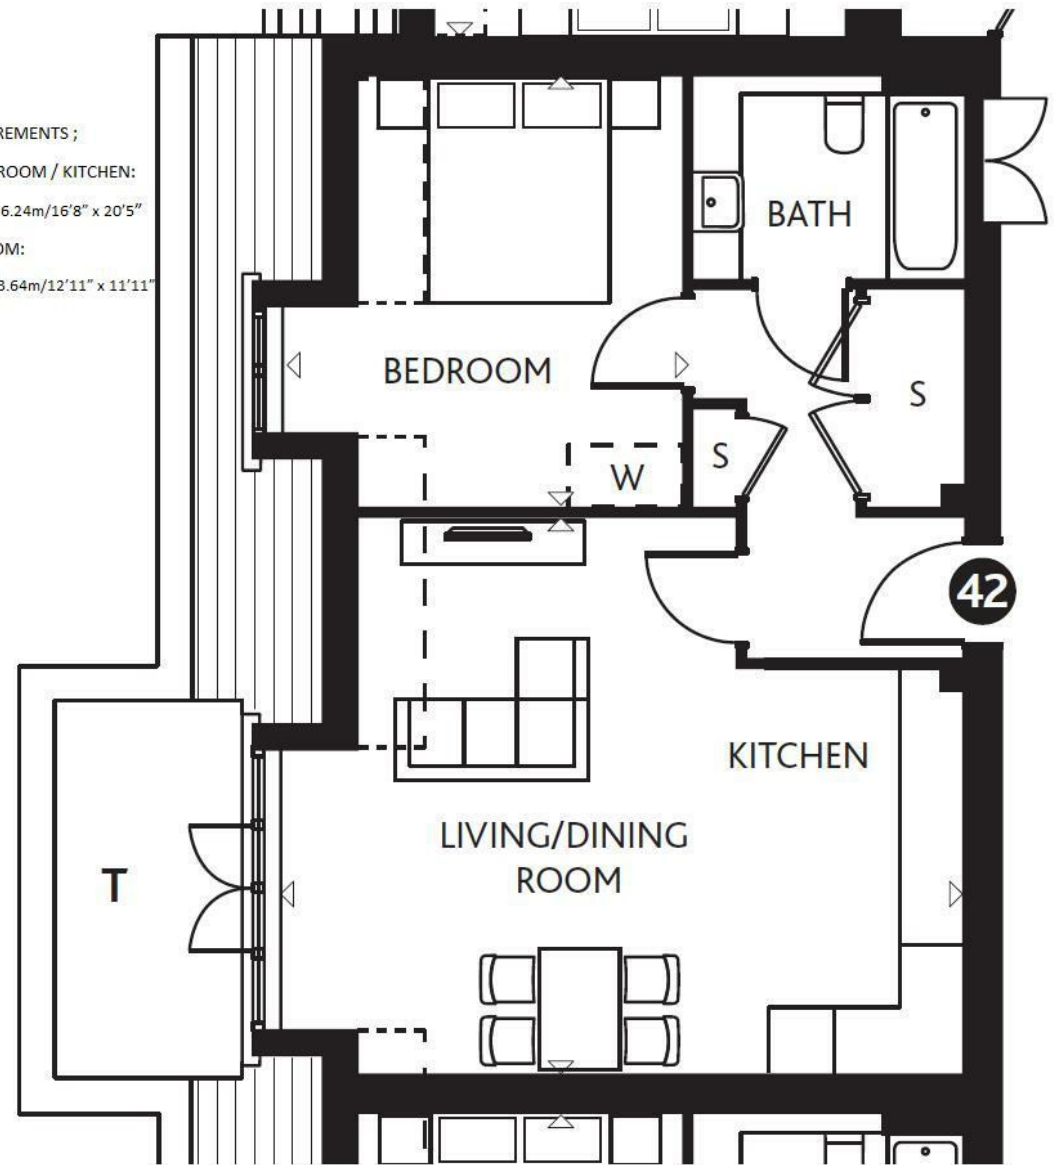 REMENTS ;
ROOM / KITCHEN:
6.24m/16'8" x 20'5"
OM:
3.64m/12'11" x 11'11"
BATH
BEDROOM
S
S
W
42
KITCHEN
LIVING/DINING
ROOM
T